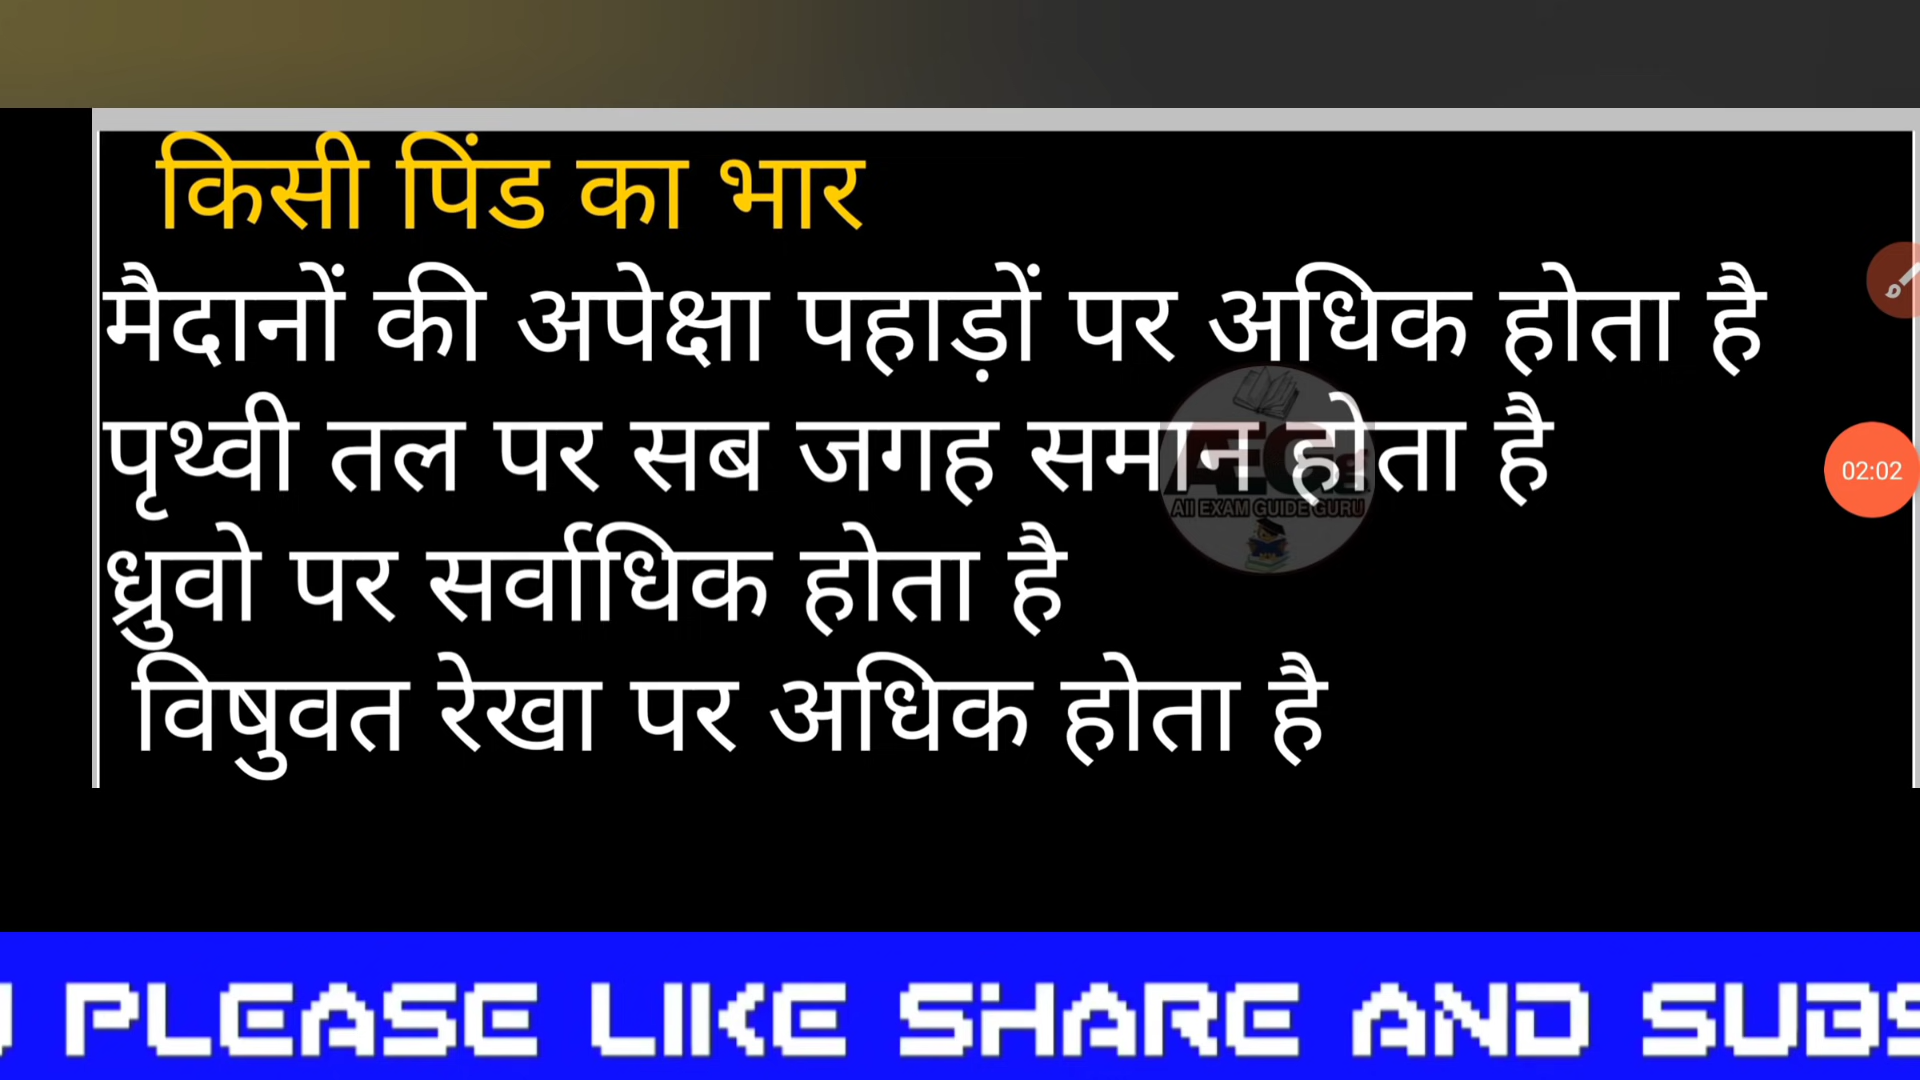 किसी पिंड का भार
मैदानों की अपेक्षा पहाड़ों पर अधिक होता है
पृथ्वी तल पर सब जगह समान होता है
ध्रुवो पर सर्वाधिक होता है
विषुवत रेखा पर अधिक होता है
AEGg
All EXAM GUIDE GURU
02:02
PLEASE LIKE SHARE AND SUBS